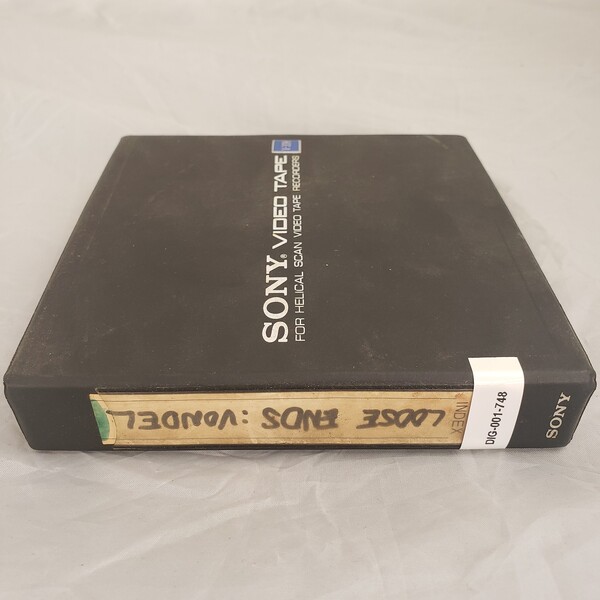 SONY® VIDEO TAPE
FOR HELICAL SCAN VIDEO TAPE RECORDERS
INDEX
LOOSE ENDS: VONDEL
DIG-001-748
SONY